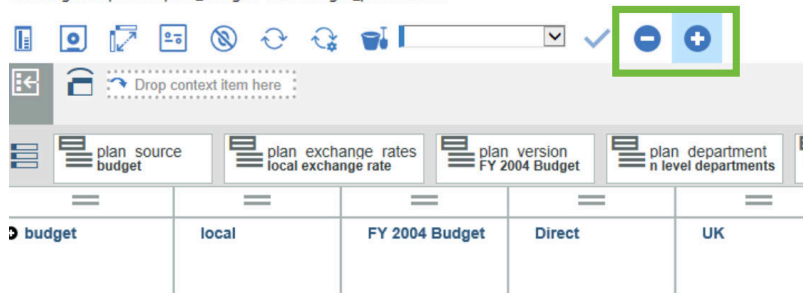 Drop context item here
plan source
budget
plan exchange rates
local exchange rate
plan version
FY 2004 Budget
plan department
n level departments
budget
local
FY 2004 Budget
Direct
UK